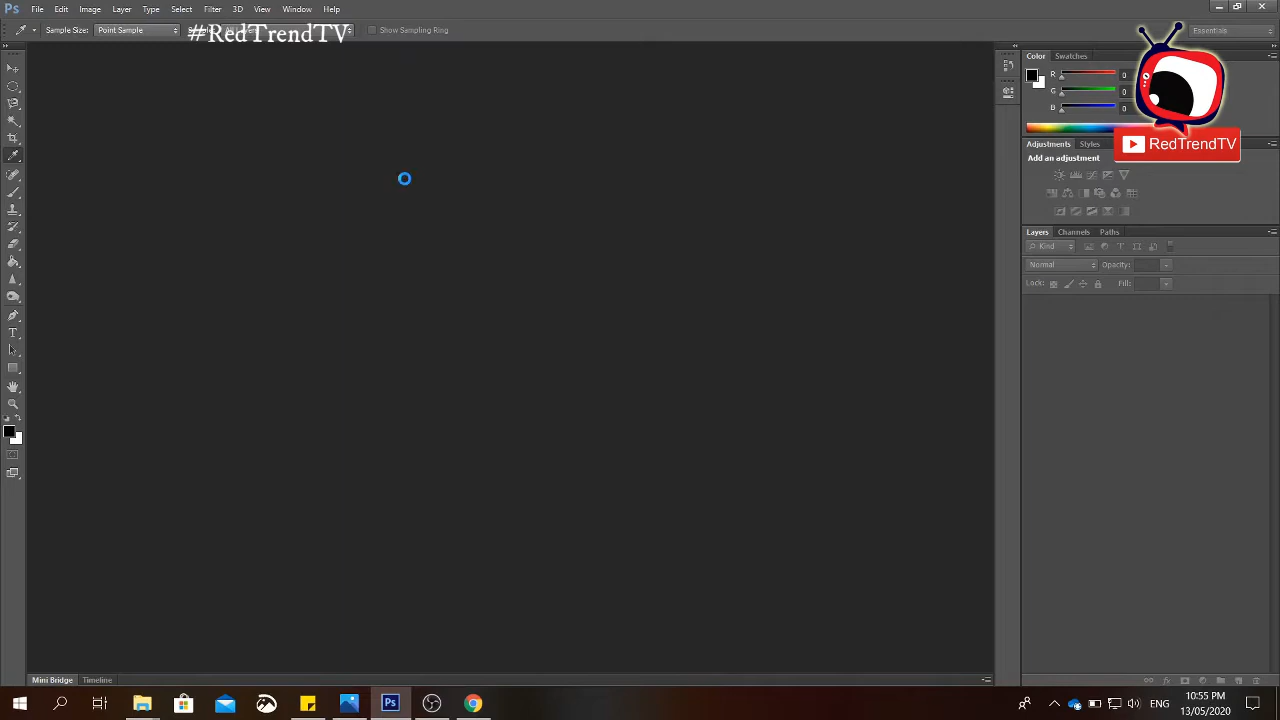 Ps File Edit Image Layer Type Select Filter 3D View Window Help
Sample Size: Point Sample Show Sampling Ring Essentials
#RedTrendTV
Color Swatches
R 0
G 0
B 0
RedTrendTV
Adjustments Styles
Add an adjustment
Layers Channels Paths
Kind
Normal Opacity:
Lock: Fill:
Mini Bridge Timeline
Ps 10:55 PM
13/05/2020